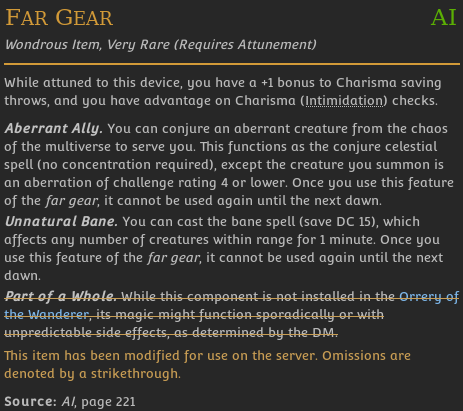 Far Gear AI
Wondrous Item, Very Rare (Requires Attunement)
While attuned to this device, you have a +1 bonus to Charisma saving
throws, and you have advantage on Charisma (Intimidation) checks.
Aberrant Ally. You can conjure an aberrant creature from the chaos
of the multiverse to serve you. This functions as the conjure celestial
spell (no concentration required), except the creature you summon is
an aberration of challenge rating 4 or lower. Once you use this feature
of the far gear, it cannot be used again until the next dawn.
Unnatural Bane. You can cast the bane spell (save DC 15), which
affects any number of creatures within range for 1 minute. Once you
use this feature of the far gear, it cannot be used again until the next
dawn.
Part of a Whole. While this component is not installed in the Orrery of
the Wanderer, its magic might function sporadically or with
unpredictable side effects, as determined by the DM.
This item has been modified for use on the server. Omissions are
denoted by a strikethrough.
Source: AI, page 221